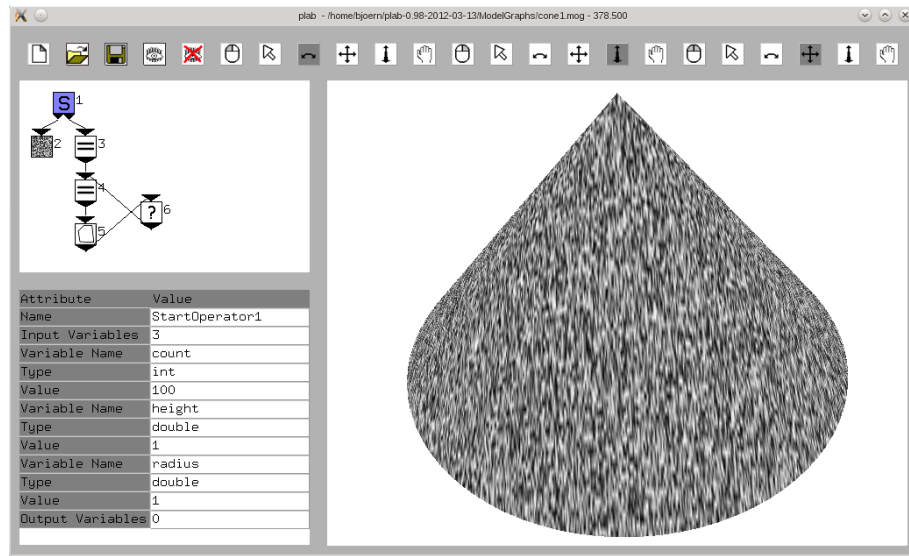 plab - /home/bjoern/plab-0.98-2012-03-13/ModelGraphs/cone1.mog - 378.500
S 1
2
3
4
? 6
5
Attribute Value
Name StartOperator1
Input Variables 3
Variable Name count
Type int
Value 100
Variable Name height
Type double
Value 1
Variable Name radius
Type double
Value 1
Output Variables 0